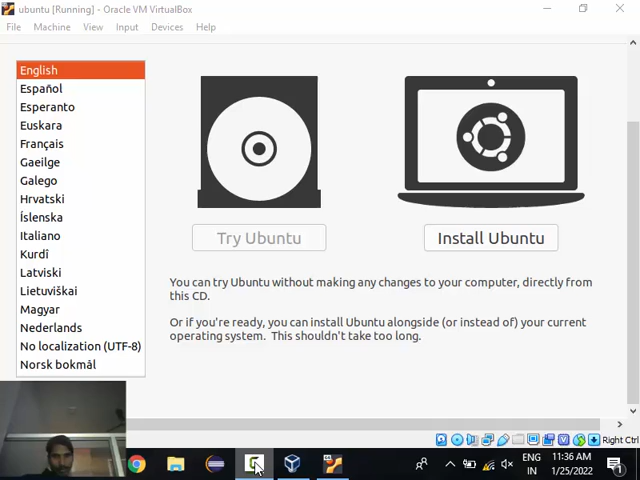 ubuntu [Running] - Oracle VM VirtualBox
File Machine View Input Devices Help
English
Español
Esperanto
Euskara
Français
Gaeilge
Galego
Hrvatski
Íslenska
Italiano
Kurdî
Latviski
Lietuviškai
Magyar
Nederlands
No localization (UTF-8)
Norsk bokmål
Try Ubuntu
Install Ubuntu
You can try Ubuntu without making any changes to your computer, directly from
this CD.
Or if you're ready, you can install Ubuntu alongside (or instead of) your current
operating system. This shouldn't take too long.
Right Ctrl
ENG
IN
11:36 AM
1/25/2022
1